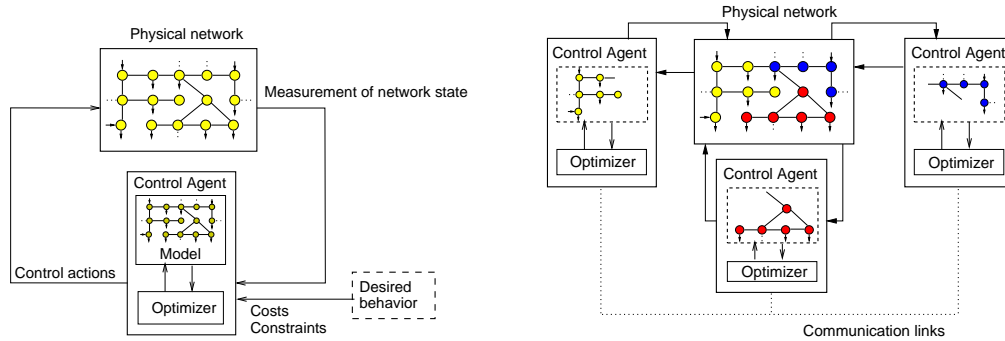 Physical network
Measurement of network state
Control Agent
Model
Control actions
Optimizer
Desired
behavior
Costs
Constraints
Physical network
Control Agent
Optimizer
Control Agent
Optimizer
Control Agent
Optimizer
Communication links